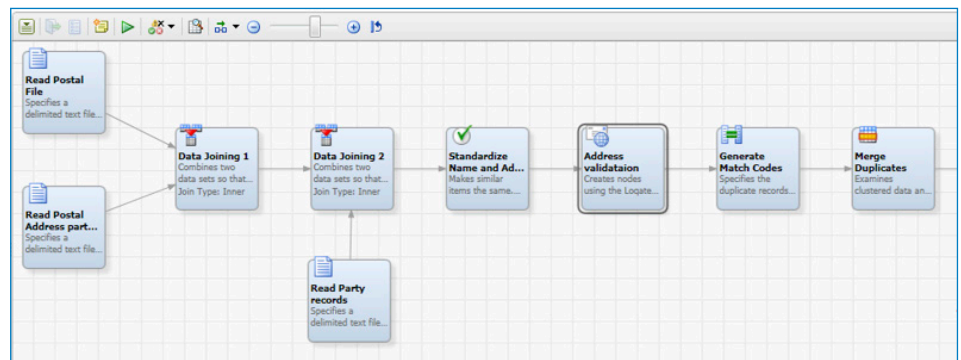 Read Postal
File
Specifies a
delimited text file...
Data Joining 1
Combines two
data sets so that...
Join Type: Inner
Data Joining 2
Combines two
data sets so that...
Join Type: Inner
Standardize
Name and Ad...
Makes similar
items the same....
Address
validataion
Creates nodes
using the Loqate...
Generate
Match Codes
Specifies the
duplicate records...
Merge
Duplicates
Examines
clustered data an...
Read Postal
Address part...
Specifies a
delimited text file...
Read Party
records
Specifies a
delimited text file...